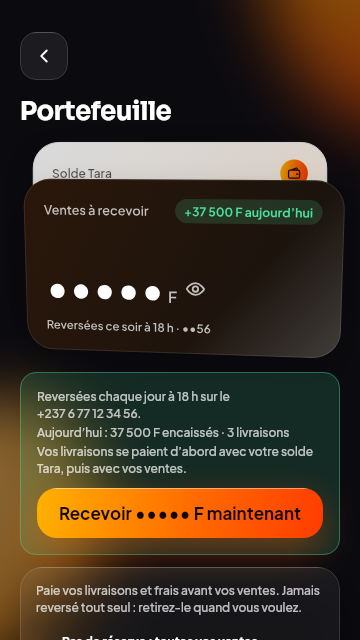 Portefeuille
Solde Tara
Ventes à recevoir
+37 500 F aujourd'hui
••••• F
Reversées ce soir à 18 h · ••56
Reversées chaque jour à 18 h sur le
+237 6 77 12 34 56.
Aujourd'hui : 37 500 F encaissés · 3 livraisons
Vos livraisons se paient d'abord avec votre solde
Tara, puis avec vos ventes.
Recevoir ••••• F maintenant
Paie vos livraisons et frais avant vos ventes. Jamais
reversé tout seul : retirez-le quand vous voulez.